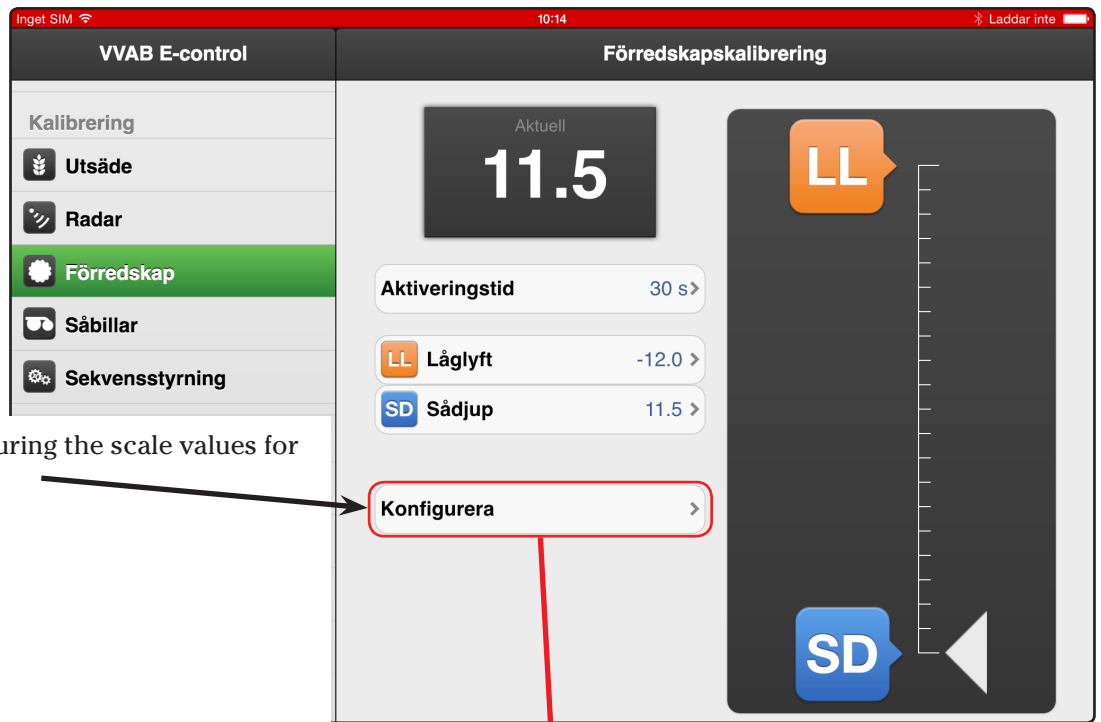 Inget SIM 10:14 Laddar inte
VVAB E-control
Förredskapskalibrering
Kalibrering
Utsäde
Radar
Förredskap
Såbillar
Sekvensstyrning
uring the scale values for
Aktuell
11.5
Aktiveringstid 30 s
LL Låglyft -12.0
SD Sådjup 11.5
Konfigurera
LL
SD